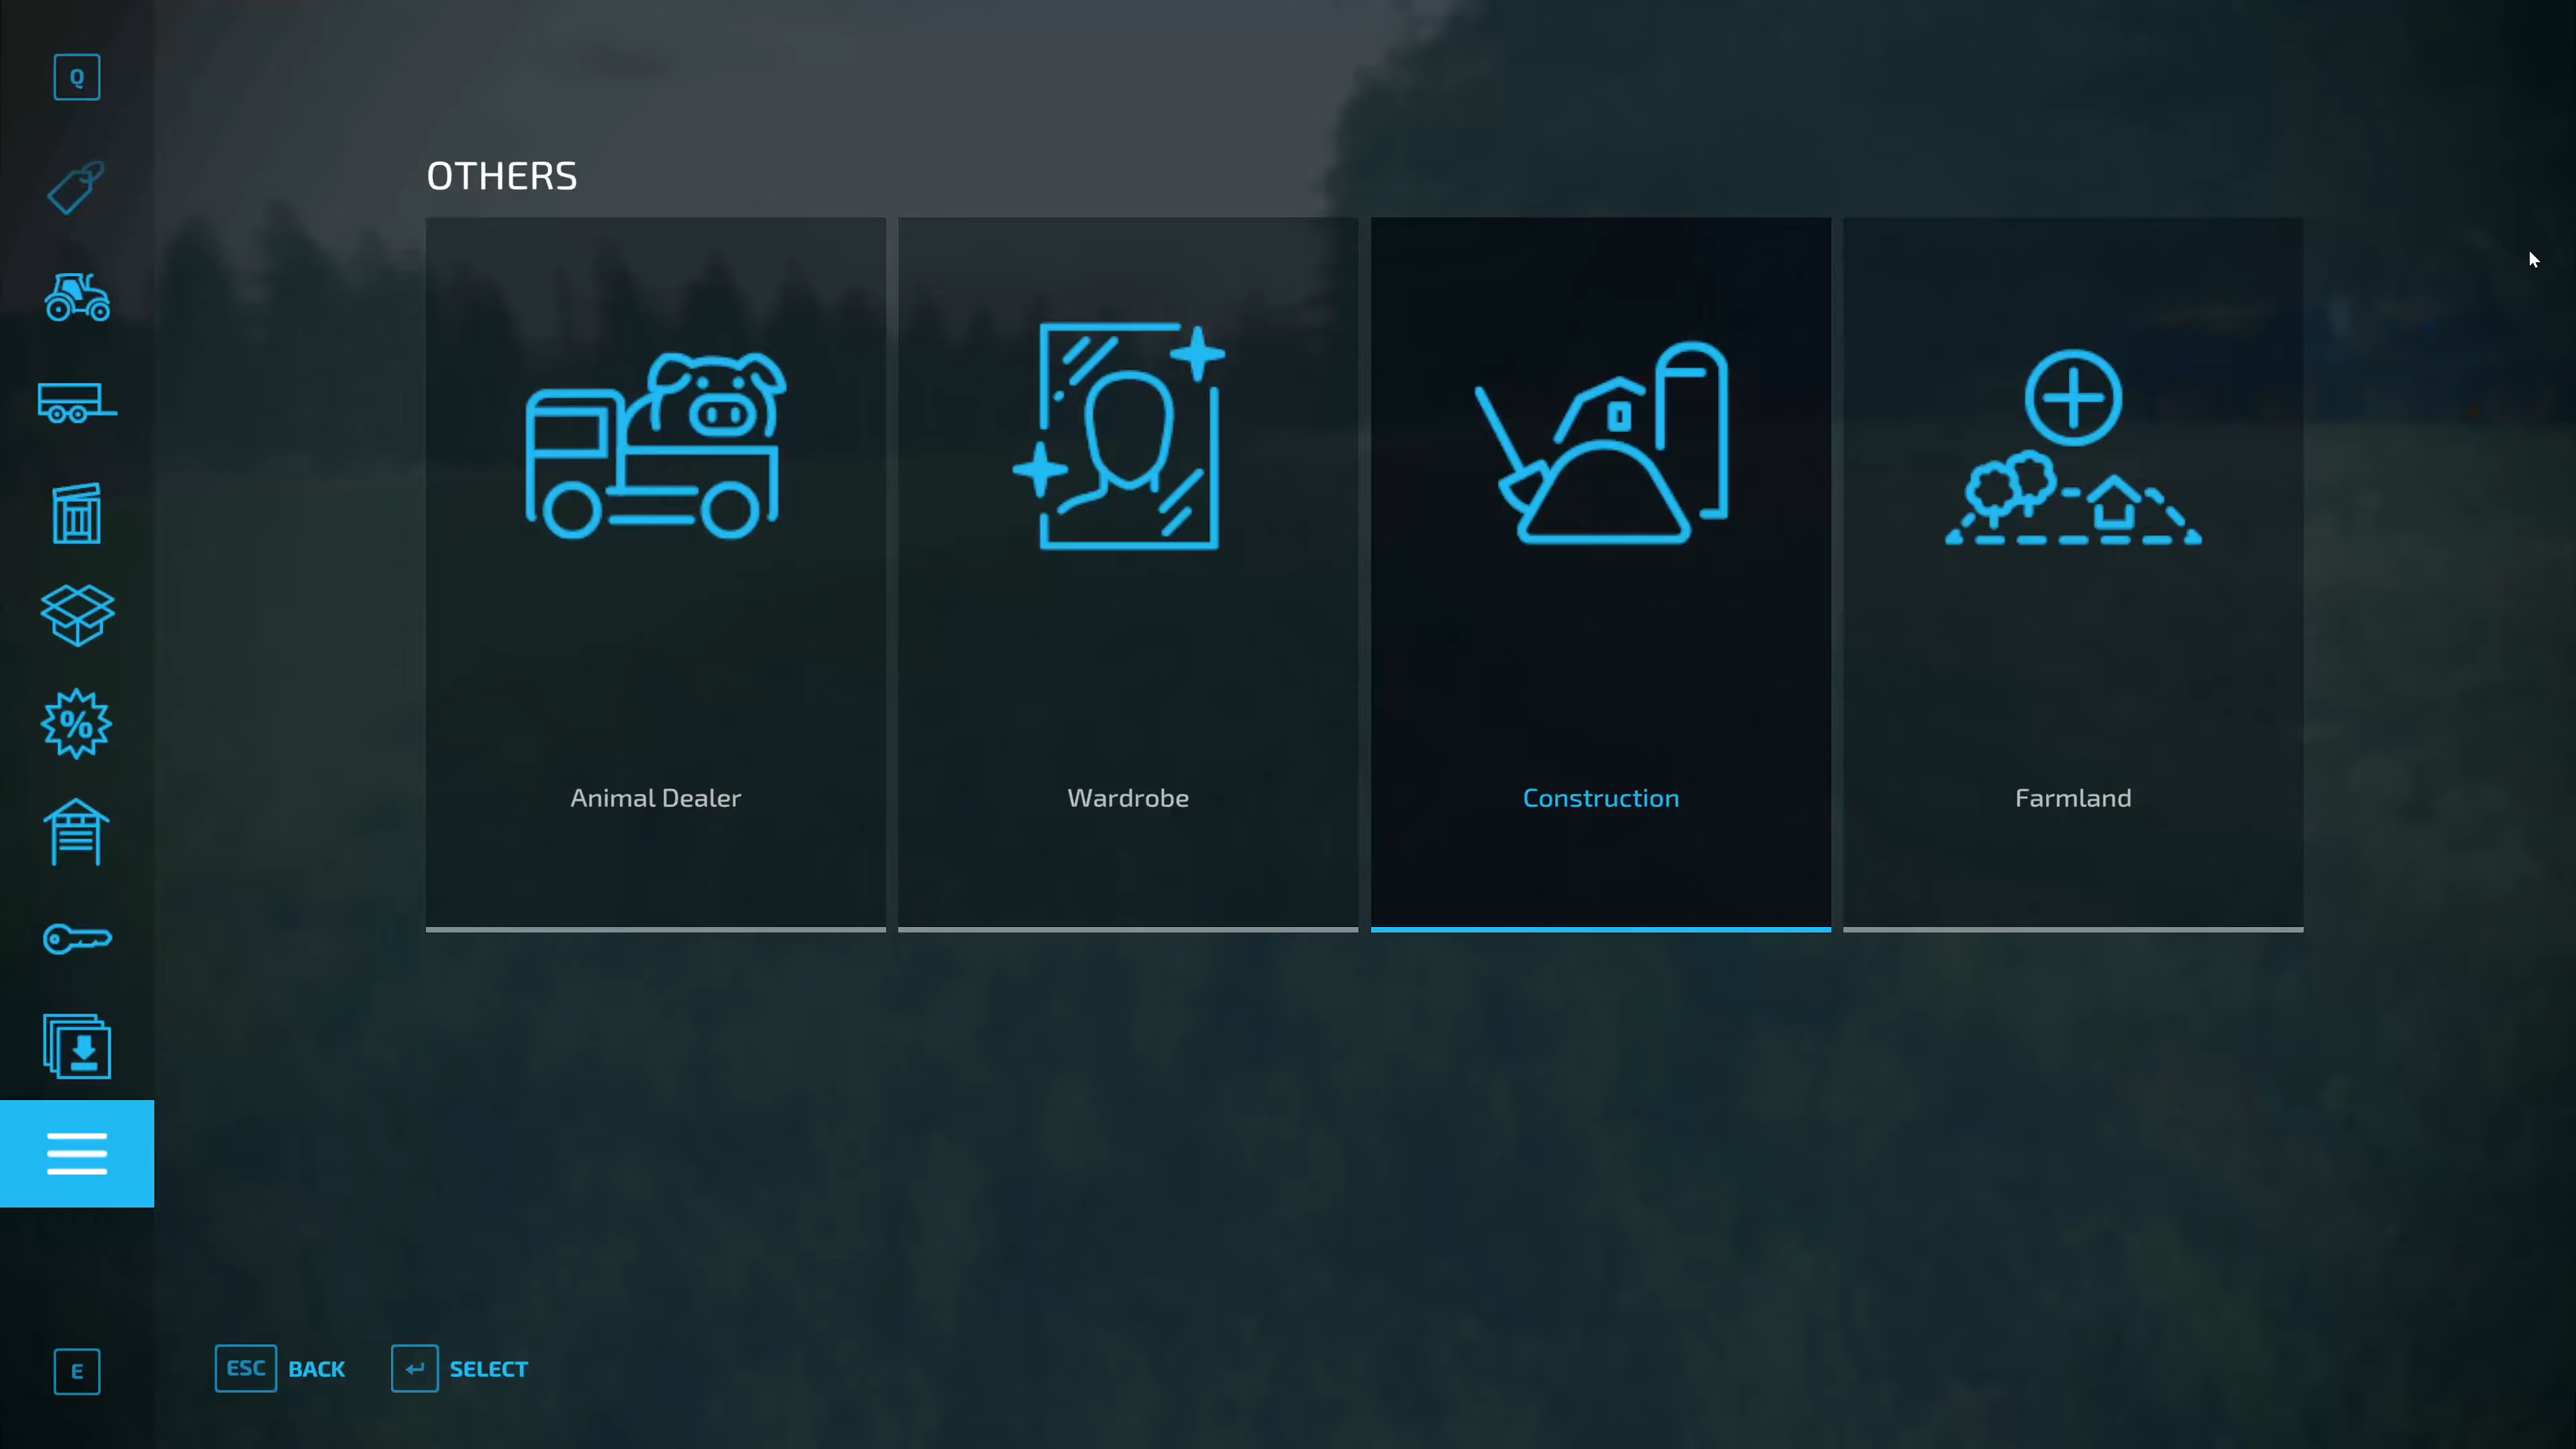 Q
OTHERS
%
Animal Dealer
Wardrobe
Construction
Farmland
E
ESC BACK
SELECT